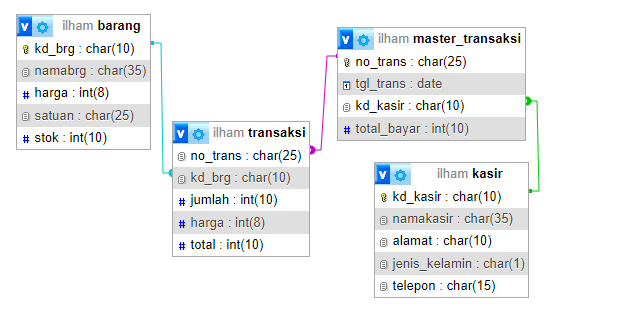 v ilham barang
kd_brg : char(10)
namabrg : char(35)
# harga : int(8)
satuan : char(25)
# stok : int(10)
v ilham transaksi
no_trans : char(25)
kd_brg : char(10)
# jumlah : int(10)
# harga : int(8)
# total : int(10)
v ilham master_transaksi
no_trans : char(25)
tgl_trans : date
kd_kasir : char(10)
# total_bayar : int(10)
v ilham kasir
kd_kasir : char(10)
namakasir : char(35)
alamat : char(10)
jenis_kelamin : char(1)
telepon : char(15)